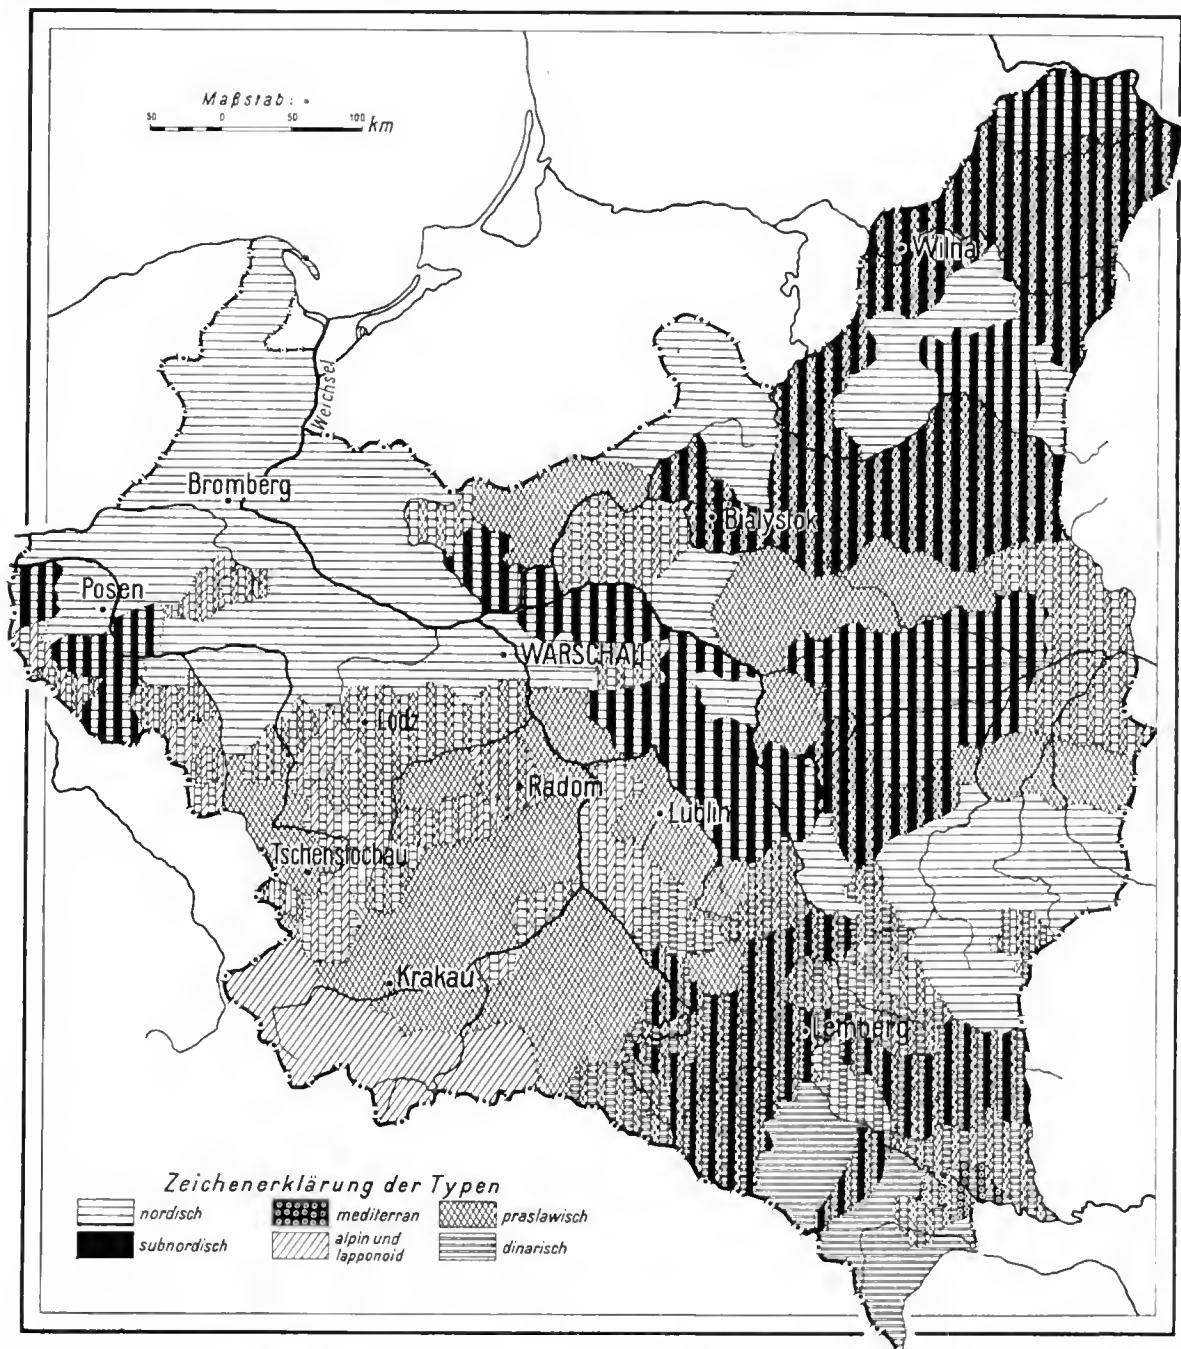 Maßstab:
50 0 50 100 km
Wilna
Weichsel
Bromberg
Bialystok
Posen
WARSCHAU
Lodz
Radom
Lublin
Tschenstochau
Krakau
Lemberg
Zeichenerklärung der Typen
nordisch
mediterran
praslawisch
subnordisch
alpin und
lapponoid
dinarisch